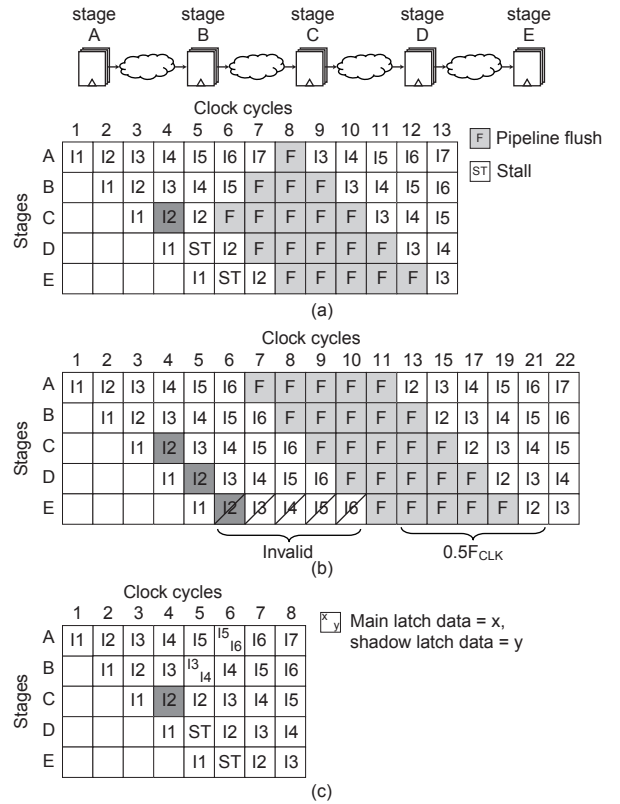 stage A stage B stage C stage D stage E
Clock cycles
1 2 3 4 5 6 7 8 9 10 11 12 13
A I1 I2 I3 I4 I5 I6 I7 F I3 I4 I5 I6 I7
B I1 I2 I3 I4 I5 F F F I3 I4 I5 I6
C I1 I2 I2 F F F F F I3 I4 I5
D I1 ST I2 F F F F F I3 I4
E I1 ST I2 F F F F F I3
Stages
F Pipeline flush
ST Stall
(a)
Clock cycles
1 2 3 4 5 6 7 8 9 10 11 13 15 17 19 21 22
A I1 I2 I3 I4 I5 I6 F F F F F I2 I3 I4 I5 I6 I7
B I1 I2 I3 I4 I5 I6 F F F F F I2 I3 I4 I5 I6
C I1 I2 I3 I4 I5 I6 F F F F F I2 I3 I4 I5
D I1 I2 I3 I4 I5 I6 F F F F F I2 I3 I4
E I1 I2 I3 I4 I5 I6 F F F F F I2 I3
Stages
Invalid 0.5FCLK
(b)
Clock cycles
1 2 3 4 5 6 7 8
A I1 I2 I3 I4 I5 I5 I6 I6 I7
B I1 I2 I3 I3 I4 I4 I5 I6
C I1 I2 I2 I3 I4 I5
D I1 ST I2 I3 I4
E I1 ST I2 I3
Stages
x y Main latch data = x,
shadow latch data = y
(c)